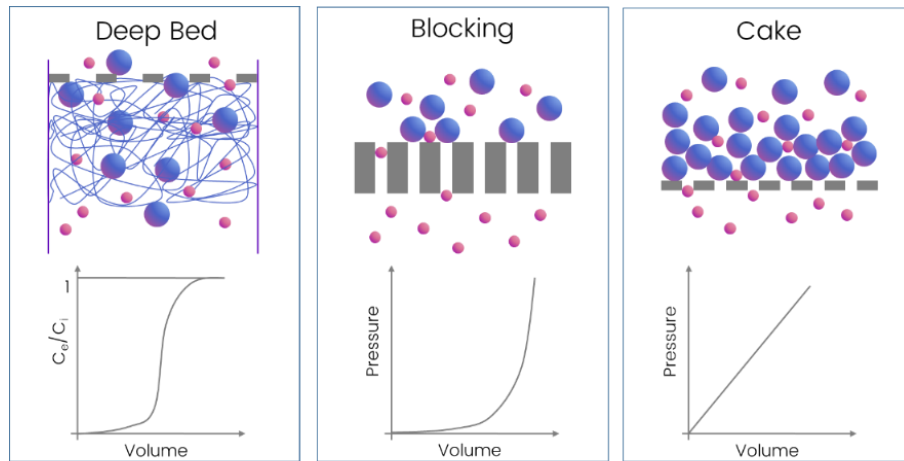 Deep Bed
1
Cₑ/Cᵢ
Volume
Blocking
Pressure
Volume
Cake
Pressure
Volume